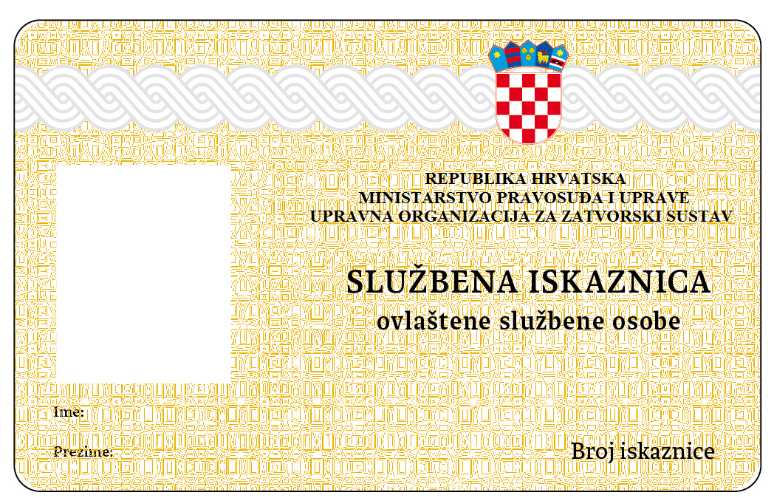 REPUBLIKA HRVATSKA
MINISTARSTVO PRAVOSUĐA I UPRAVE
UPRAVNA ORGANIZACIJA ZA ZATVORSKI SUSTAV
SLUŽBENA ISKAZNICA
ovlaštene službene osobe
Ime:
Prezime:
Broj iskaznice